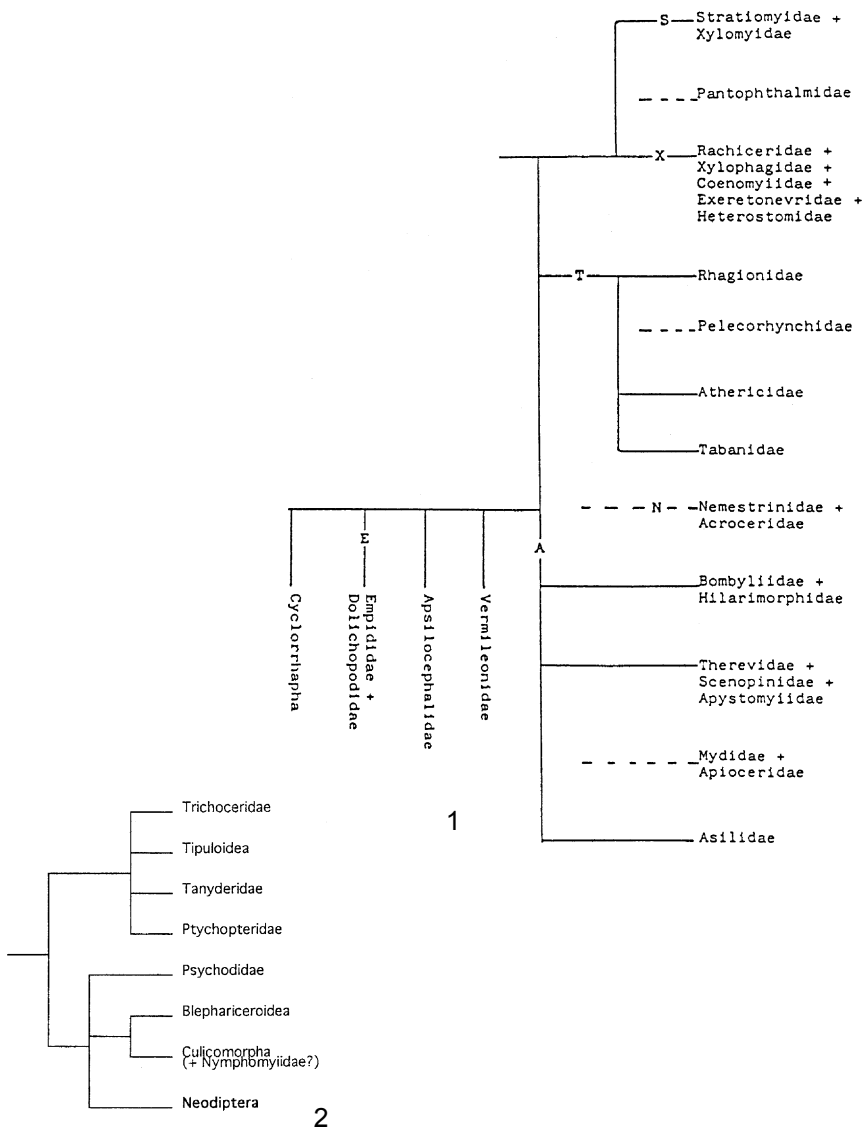 S
Stratiomyidae +
Xylomyidae
Pantophthalmidae
X
Rachiceridae +
Xylophagidae +
Coenomyiidae +
Exeretonevridae +
Heterostomidae
T
Rhagionidae
Pelecorhynchidae
Athericidae
Tabanidae
N
Nemestrinidae +
Acroceridae
E
A
Bombyliidae +
Hilarimorphidae
Cyclorrhapha
Empididae +
Dolichopodidae
Apsilocephalidae
Vermileonidae
Therevidae +
Scenopinidae +
Apystomyiidae
Mydidae +
Apioceridae
Asilidae
1
Trichoceridae
Tipuloidea
Tanyderidae
Ptychopteridae
Psychodidae
Blephariceroidea
Culicomorpha
(+ Nymphomyiidae?)
Neodiptera
2